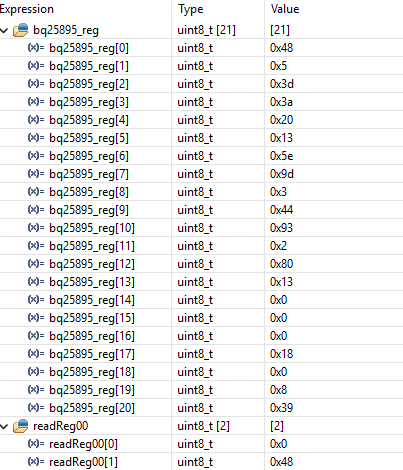 Expression Type Value
bq25895_reg uint8_t [21] [21]
(x)= bq25895_reg[0] uint8_t 0x48
(x)= bq25895_reg[1] uint8_t 0x5
(x)= bq25895_reg[2] uint8_t 0x3d
(x)= bq25895_reg[3] uint8_t 0x3a
(x)= bq25895_reg[4] uint8_t 0x20
(x)= bq25895_reg[5] uint8_t 0x13
(x)= bq25895_reg[6] uint8_t 0x5e
(x)= bq25895_reg[7] uint8_t 0x9d
(x)= bq25895_reg[8] uint8_t 0x3
(x)= bq25895_reg[9] uint8_t 0x44
(x)= bq25895_reg[10] uint8_t 0x93
(x)= bq25895_reg[11] uint8_t 0x2
(x)= bq25895_reg[12] uint8_t 0x80
(x)= bq25895_reg[13] uint8_t 0x13
(x)= bq25895_reg[14] uint8_t 0x0
(x)= bq25895_reg[15] uint8_t 0x0
(x)= bq25895_reg[16] uint8_t 0x0
(x)= bq25895_reg[17] uint8_t 0x18
(x)= bq25895_reg[18] uint8_t 0x0
(x)= bq25895_reg[19] uint8_t 0x8
(x)= bq25895_reg[20] uint8_t 0x39
readReg00 uint8_t [2] [2]
(x)= readReg00[0] uint8_t 0x0
(x)= readReg00[1] uint8_t 0x48